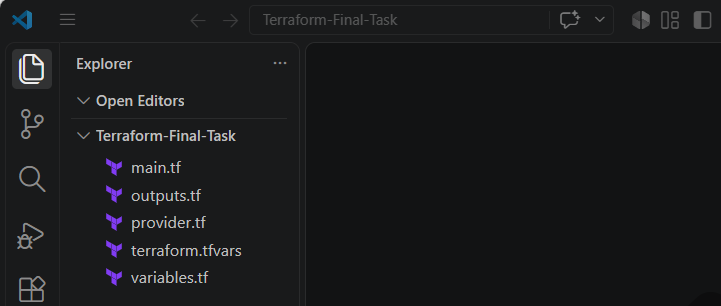 Terraform-Final-Task
Explorer
Open Editors
Terraform-Final-Task
main.tf
outputs.tf
provider.tf
terraform.tfvars
variables.tf